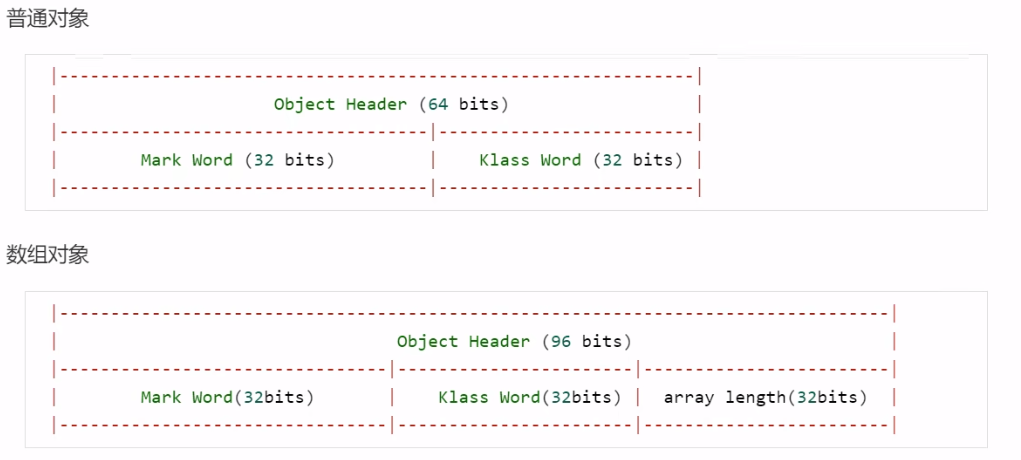 普通对象
|--------------------------------------------------------------|
| Object Header (64 bits) |
|------------------------------------|-------------------------|
| Mark Word (32 bits) | Klass Word (32 bits) |
|------------------------------------|-------------------------|
数组对象
|---------------------------------------------------------------------------------|
| Object Header (96 bits) |
|--------------------------------|-----------------------|------------------------|
| Mark Word(32bits) | Klass Word(32bits) | array length(32bits) |
|--------------------------------|-----------------------|------------------------|